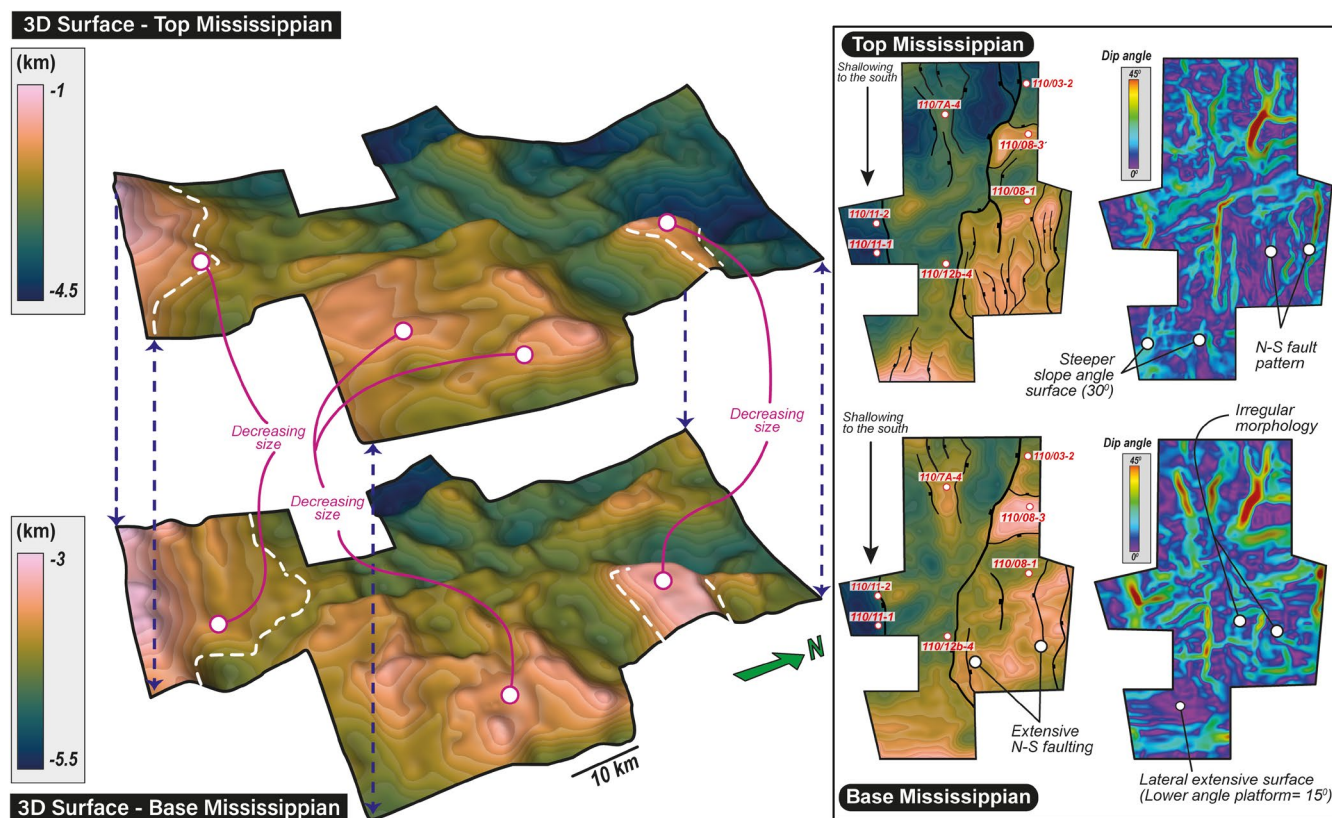 3D Surface - Top Mississippian
(km)
-1
-4.5
Decreasing
size
Decreasing
size
Decreasing
size
(km)
-3
-5.5
N
10 km
3D Surface - Base Mississippian
Top Mississippian
Shallowing
to the south
110/03-2
110/7A-4
110/08-3
110/08-1
110/11-2
110/11-1
110/12b-4
Dip angle
45⁰
0⁰
Steeper
slope angle
surface (30⁰)
N-S fault
pattern
Shallowing
to the south
110/03-2
110/7A-4
110/08-3
110/08-1
110/11-2
110/11-1
110/12b-4
Extensive
N-S faulting
Irregular
morphology
Dip angle
45⁰
0⁰
Lateral extensive surface
(Lower angle platform= 15⁰)
Base Mississippian